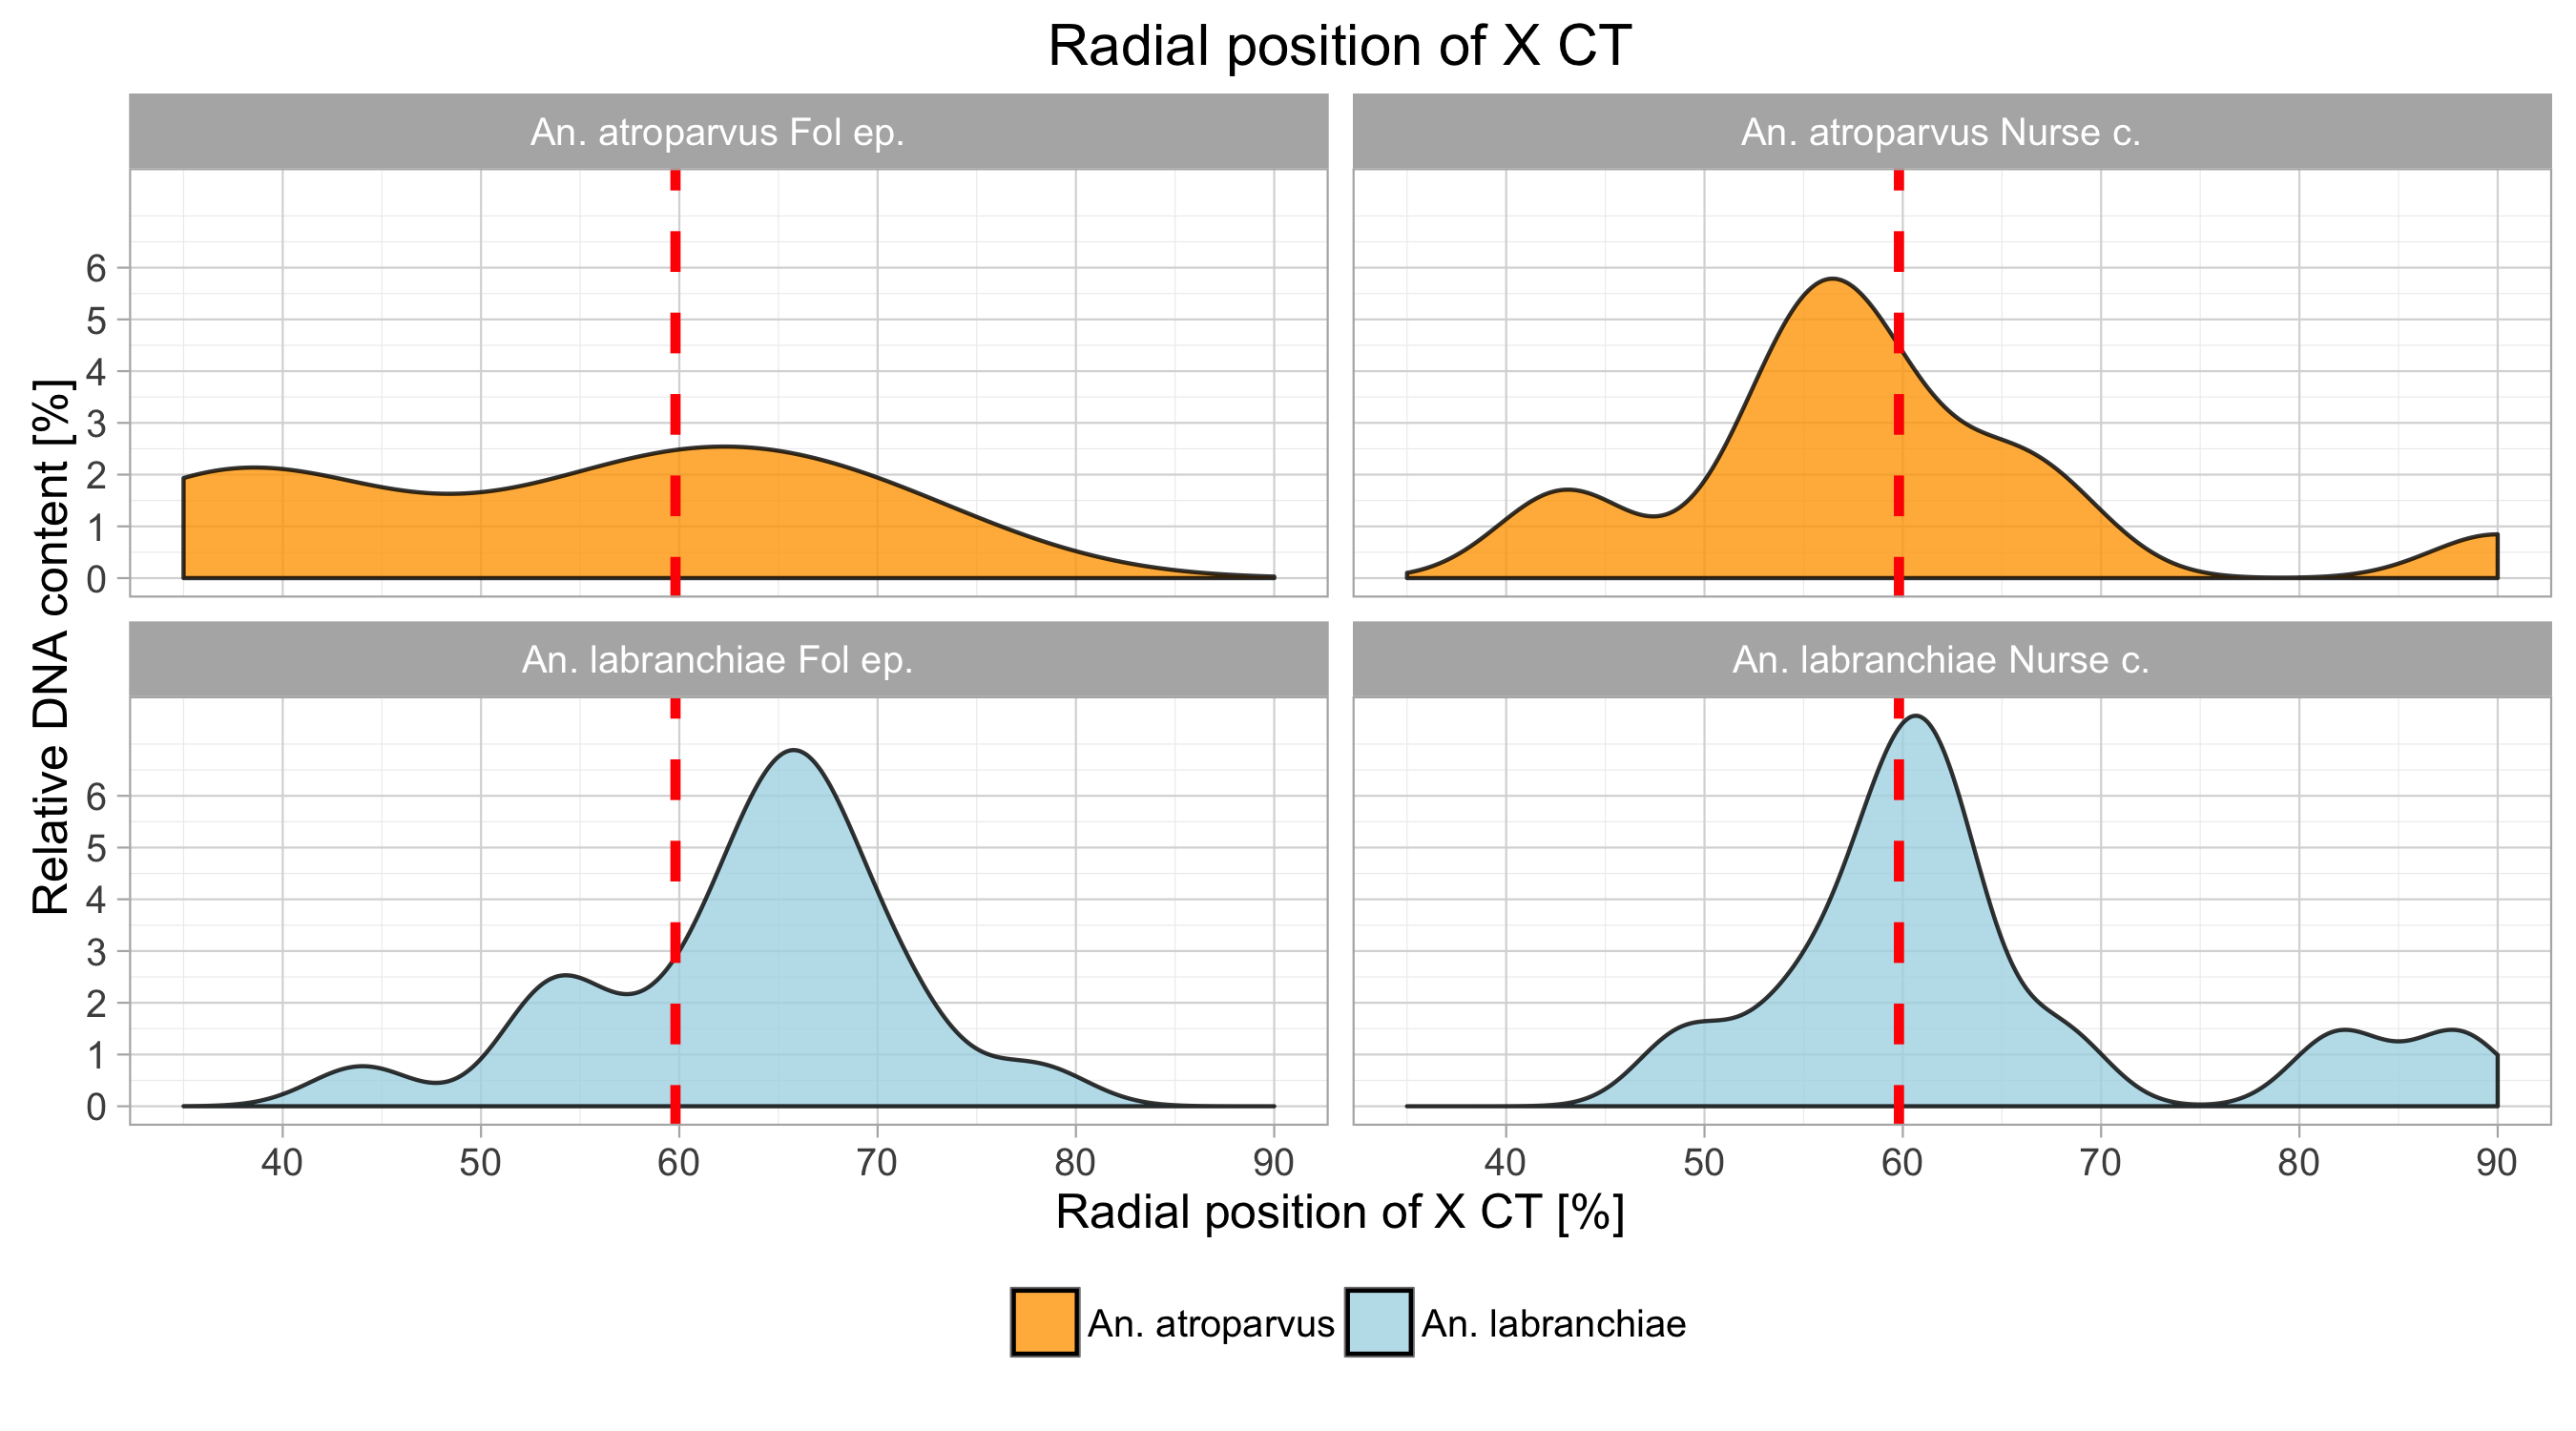 Radial position of X CT
An. atroparvus Fol ep.
An. atroparvus Nurse c.
6
5
4
3
2
1
0
Relative DNA content [%]
An. labranchiae Fol ep.
An. labranchiae Nurse c.
6
5
4
3
2
1
0
40 50 60 70 80 90
40 50 60 70 80 90
Radial position of X CT [%]
An. atroparvus
An. labranchiae